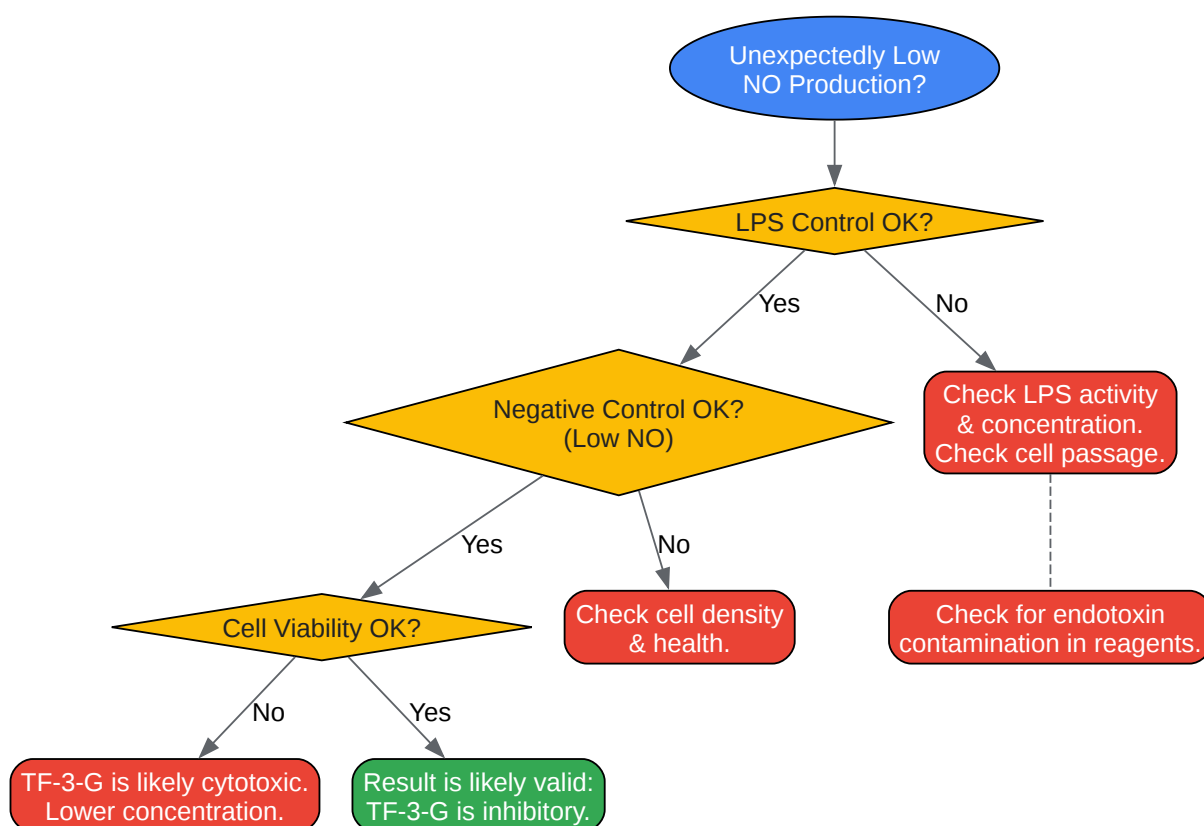 Unexpectedly Low
NO Production?
LPS Control OK?
Yes
No
Negative Control OK?
(Low NO)
Check LPS activity
& concentration.
Check cell passage.
Yes
No
Cell Viability OK?
Check cell density
& health.
Check for endotoxin
contamination in reagents.
No
Yes
TF-3-G is likely cytotoxic.
Lower concentration.
Result is likely valid:
TF-3-G is inhibitory.